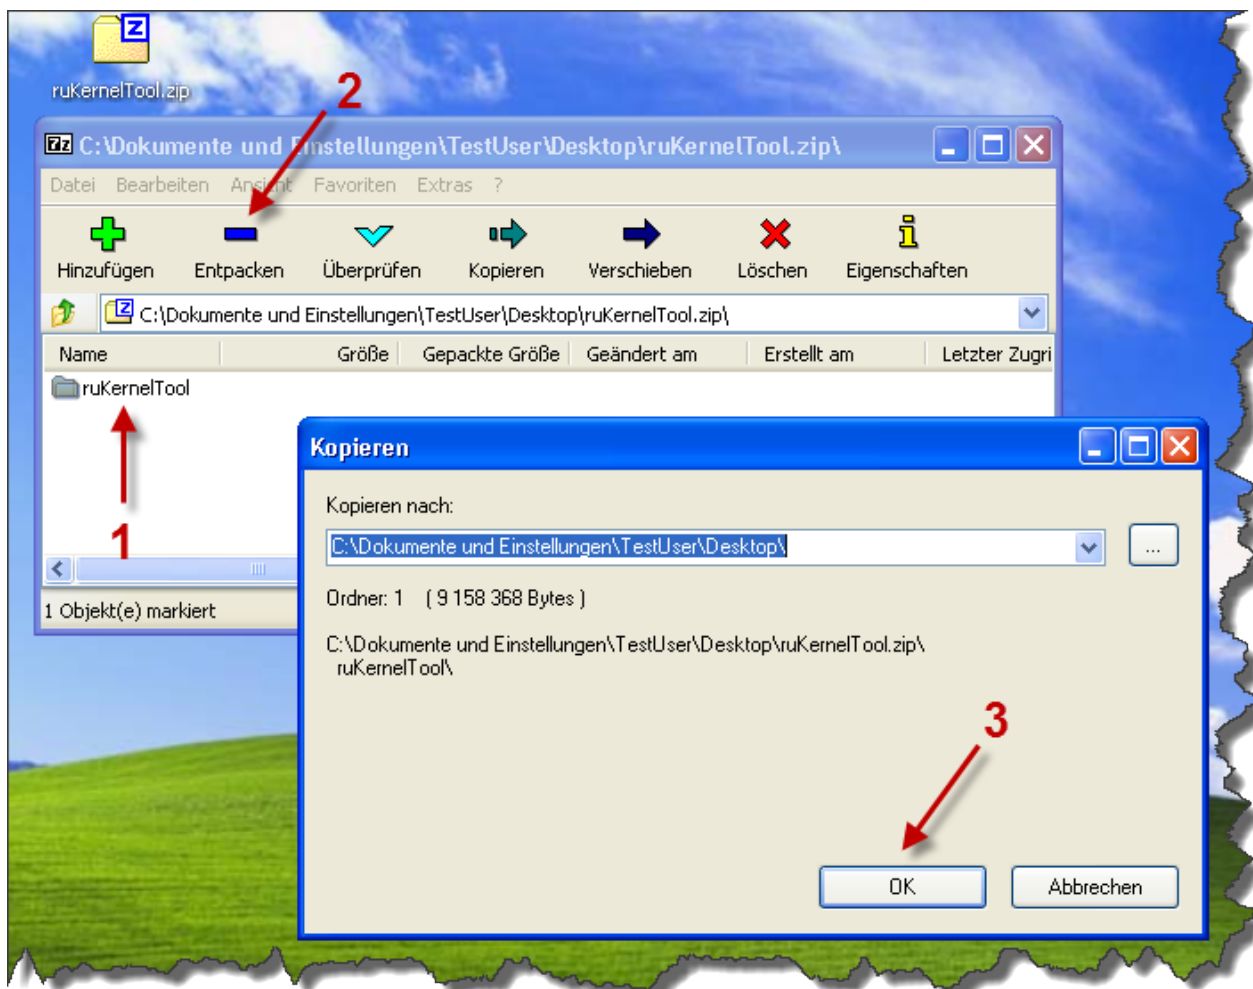 Z
ruKernelTool.zip
2
7z C:\Dokumente und Einstellungen\TestUser\Desktop\ruKernelTool.zip\
Datei Bearbeiten Ansicht Favoriten Extras ?
Hinzufügen Entpacken Überprüfen Kopieren Verschieben Löschen Eigenschaften
Z C:\Dokumente und Einstellungen\TestUser\Desktop\ruKernelTool.zip\
Name Größe Gepackte Größe Geändert am Erstellt am Letzter Zugri
ruKernelTool
1
1 Objekt(e) markiert
Kopieren
Kopieren nach:
C:\Dokumente und Einstellungen\TestUser\Desktop\
...
Ordner: 1 ( 9 158 368 Bytes )
C:\Dokumente und Einstellungen\TestUser\Desktop\ruKernelTool.zip\
ruKernelTool\
3
OK Abbrechen